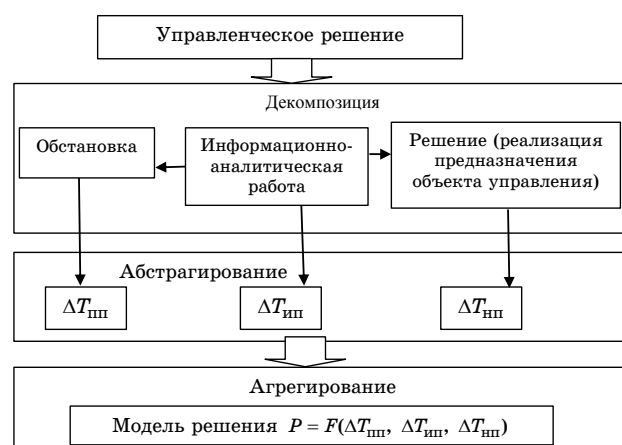 Управленческое решение
Декомпозиция
Обстановка
Информационно-
аналитическая
работа
Решение (реализация
предназначения
объекта управления)
Абстрагирование
ΔTпп
ΔTип
ΔTнп
Агрегирование
Модель решения P = F(ΔTпп, ΔTип, ΔTнп)